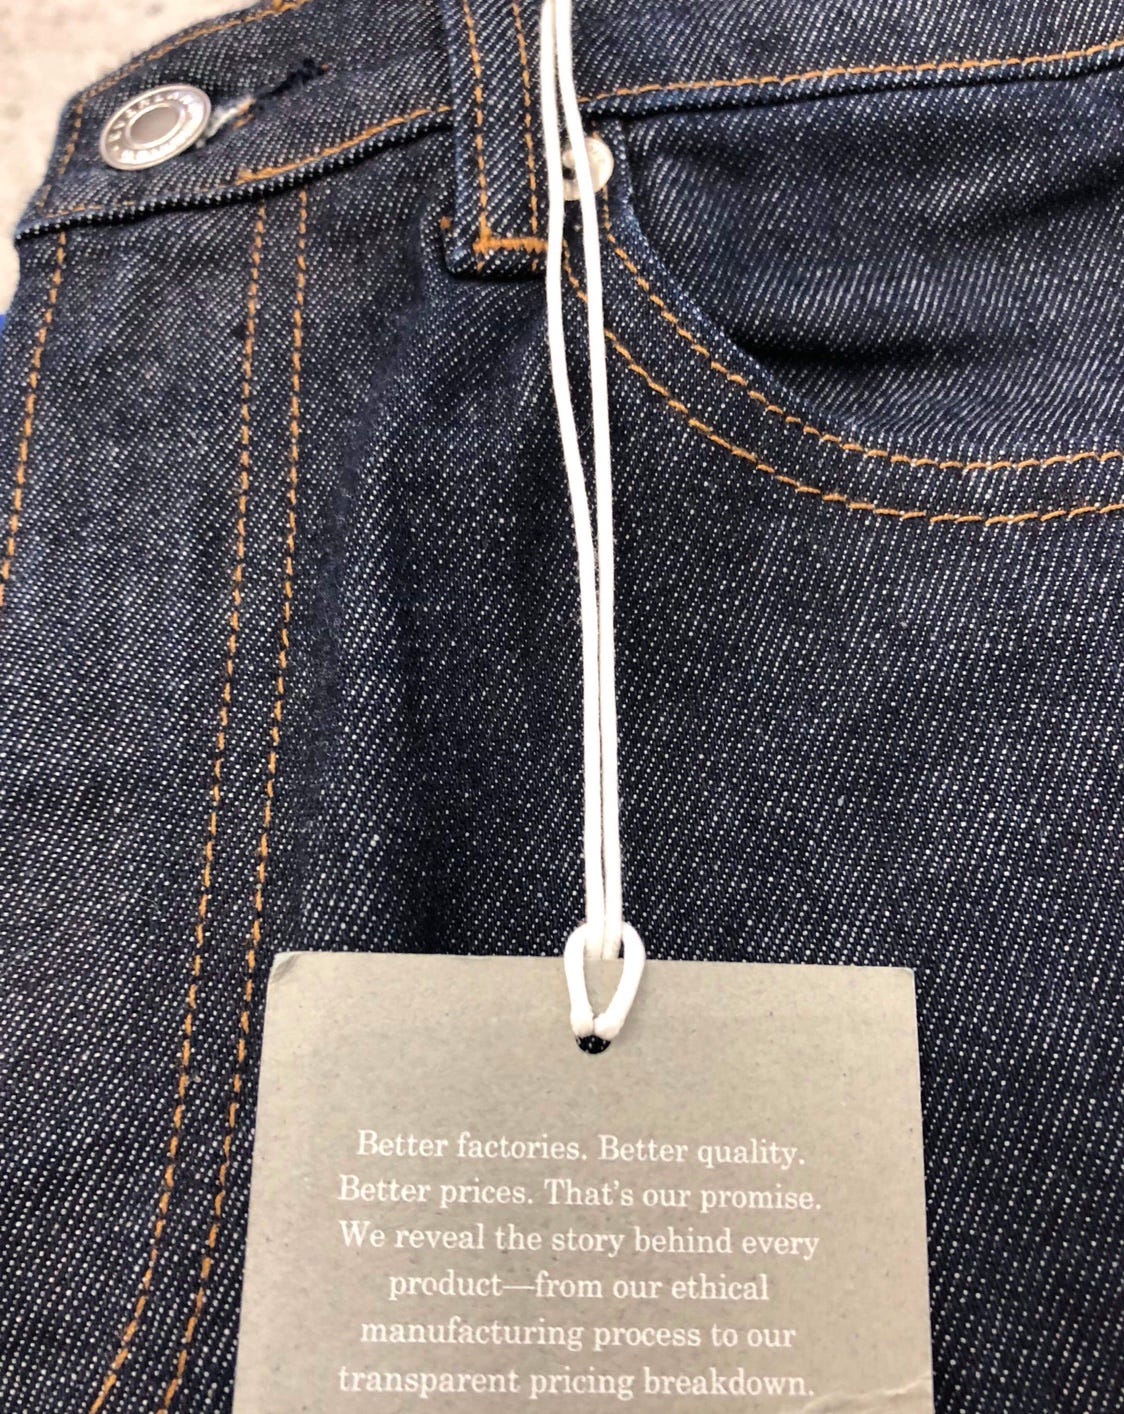 Better factories. Better quality.
Better prices. That's our promise.
We reveal the story behind every
product—from our ethical
manufacturing process to our
transparent pricing breakdown.